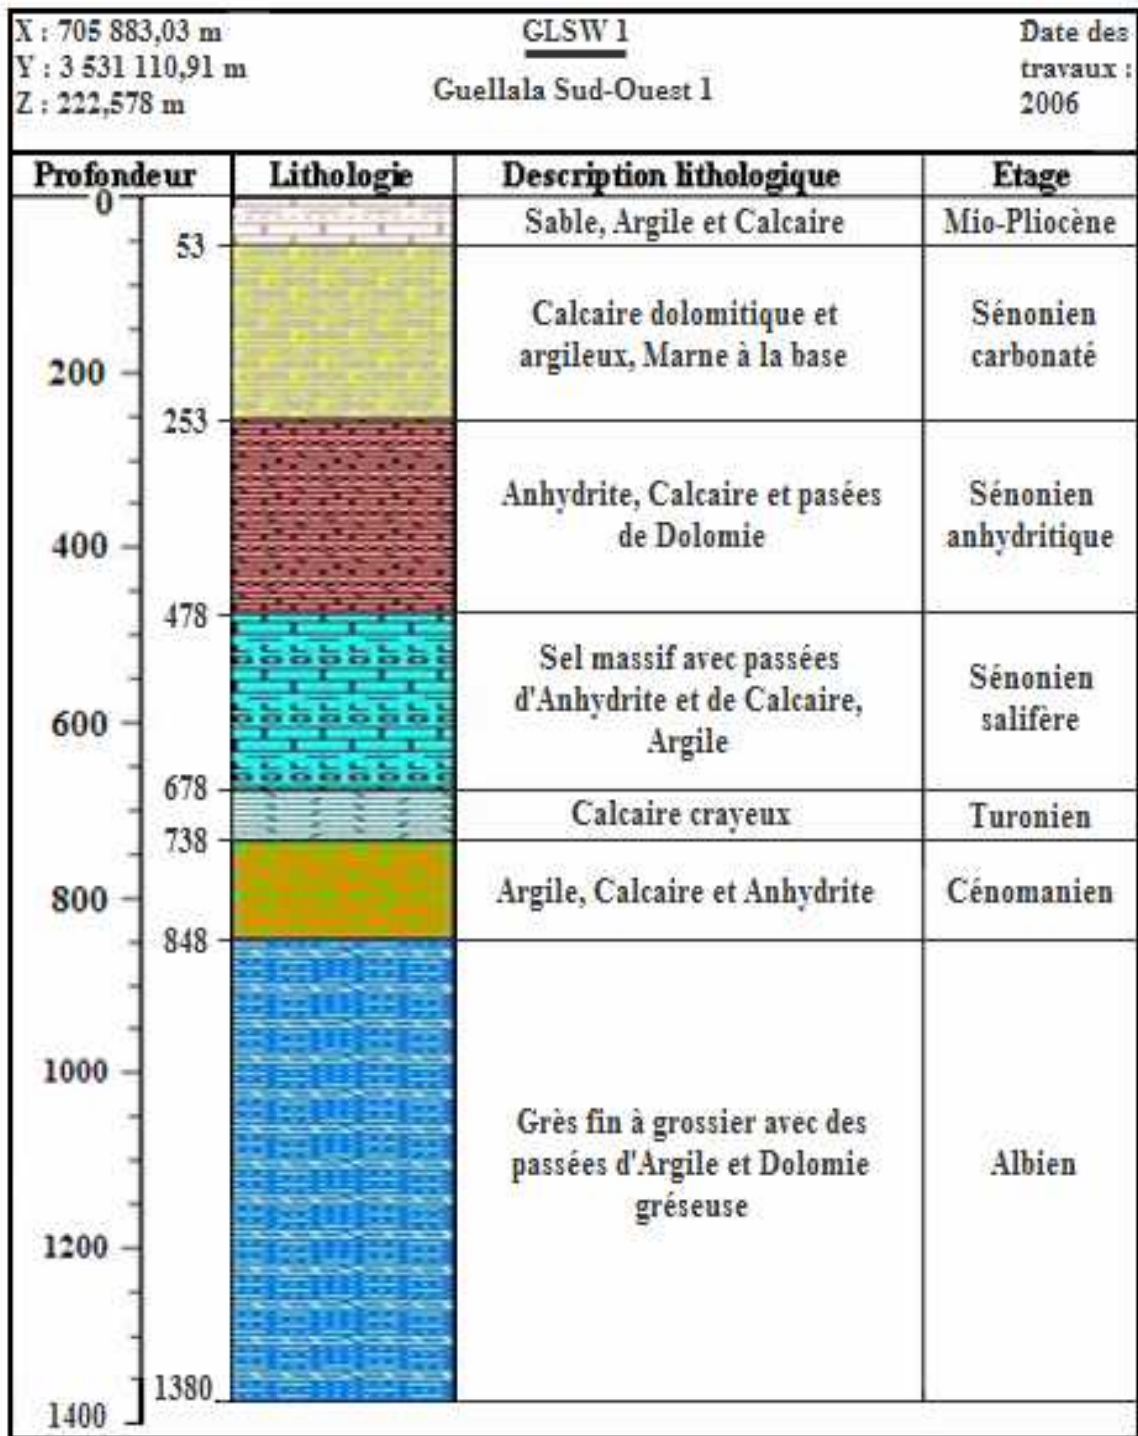 X : 705 883,03 m
Y : 3 531 110,91 m
Z : 222,578 m
GLSW 1
Guellala Sud-Ouest 1
Date des
travaux :
2006
Profondeur
Lithologie
Description lithologique
Etage
0
Sable, Argile et Calcaire
Mio-Pliocène
53
Calcaire dolomitique et
argileux, Marne à la base
Sénonien
carbonaté
200
253
Anhydrite, Calcaire et pasées
de Dolomie
Sénonien
anhydritique
400
478
Sel massif avec passées
d'Anhydrite et de Calcaire,
Argile
Sénonien
salifère
600
678
Calcaire crayeux
Turonien
738
Argile, Calcaire et Anhydrite
Cénomanien
800
848
1000
Grès fin à grossier avec des
passées d'Argile et Dolomie
gréseuse
Albien
1200
1380
1400